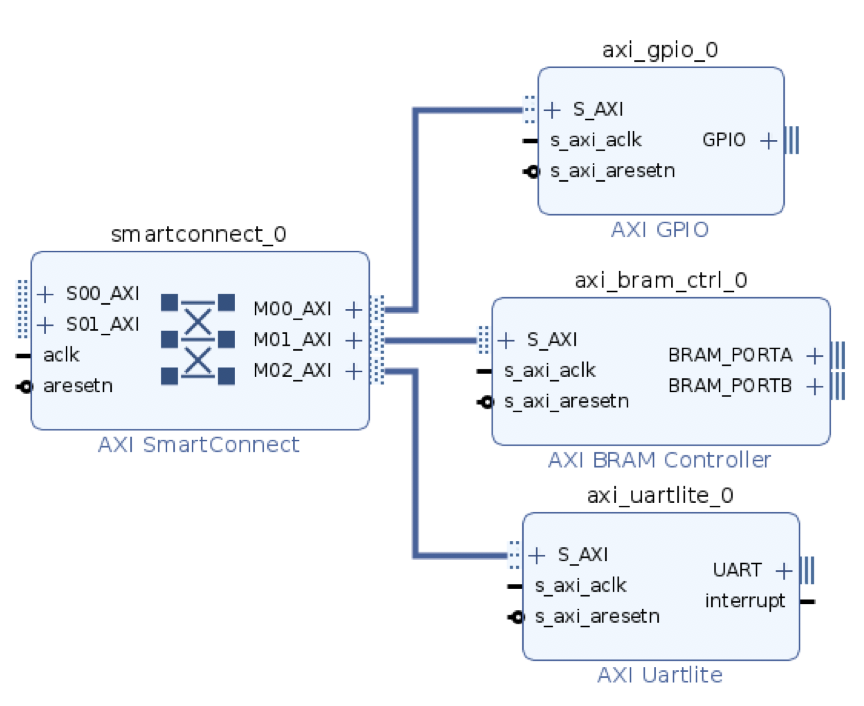 smartconnect_0
S00_AXI
S01_AXI
aclk
aresetn
M00_AXI
M01_AXI
M02_AXI
AXI SmartConnect
axi_gpio_0
S_AXI
s_axi_aclk
s_axi_aresetn
GPIO
AXI GPIO
axi_bram_ctrl_0
S_AXI
s_axi_aclk
s_axi_aresetn
BRAM_PORTA
BRAM_PORTB
AXI BRAM Controller
axi_uartlite_0
S_AXI
s_axi_aclk
s_axi_aresetn
UART
interrupt
AXI Uartlite